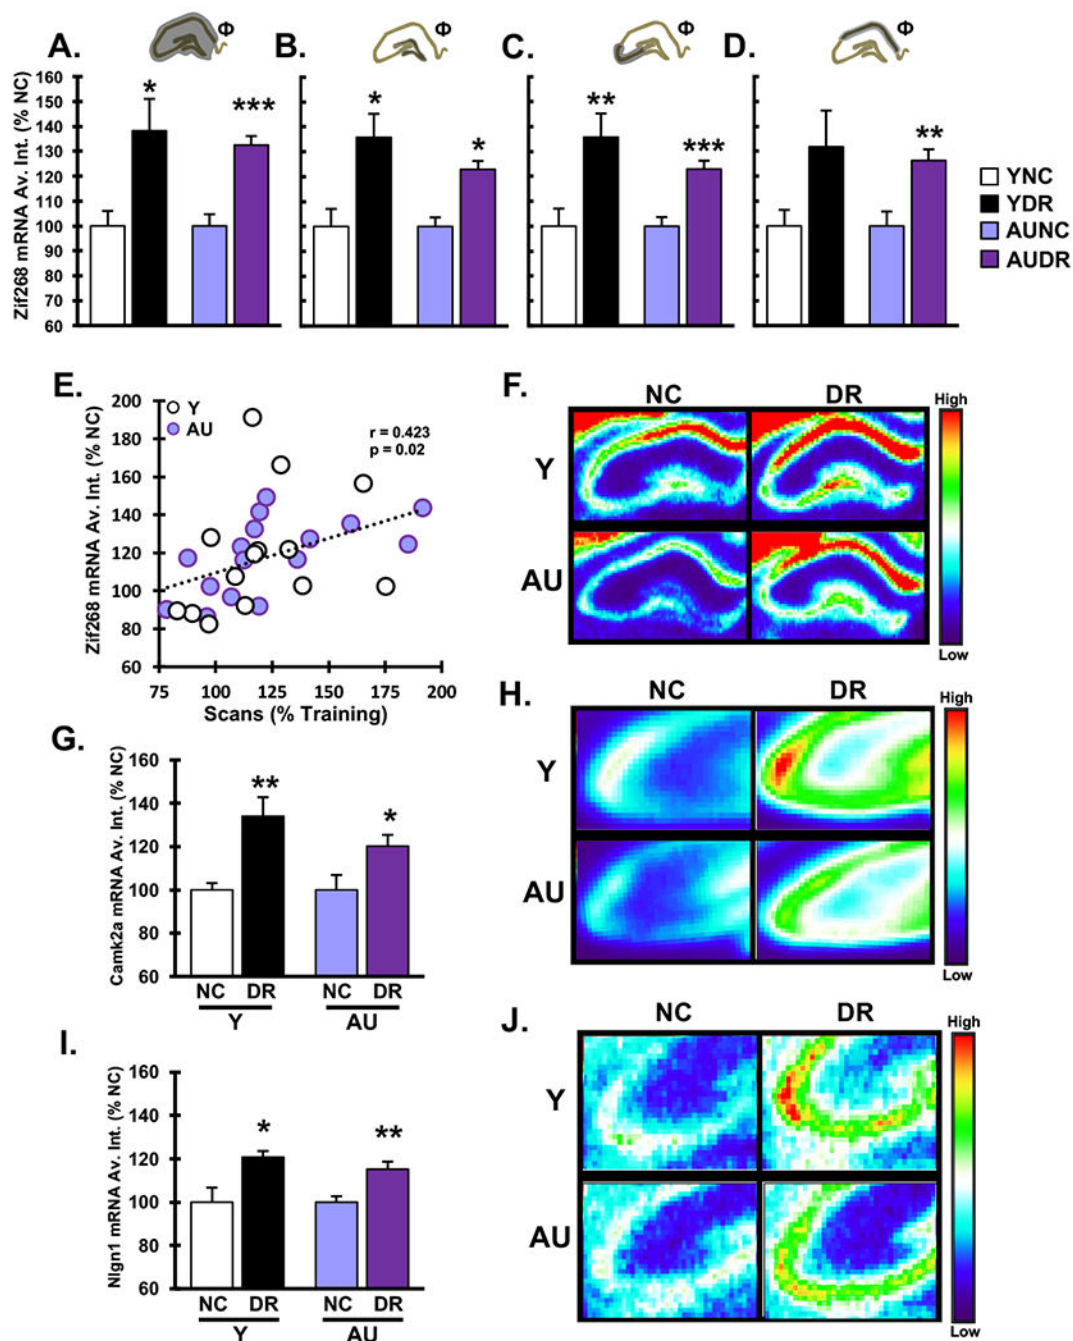 A. Φ B. Φ C. Φ D. Φ
Zif268 mRNA Av. Int. (% NC)
160
150
140
130
120
110
100
90
80
70
60
* ***
* *
** ***
**
YNC
YDR
AUNC
AUDR
E.
Zif268 mRNA Av. Int. (% NC)
200
180
160
140
120
100
80
60
Y
AU
r = 0.423
p = 0.02
75 100 125 150 175 200
Scans (% Training)
F.
NC DR
Y
AU
High
Low
G.
Camk2a mRNA Av. Int. (% NC)
160
140
120
100
80
60
** *
NC DR NC DR
Y AU
H.
NC DR
Y
AU
High
Low
I.
Nlgn1 mRNA Av. Int. (% NC)
160
140
120
100
80
60
* **
NC DR NC DR
Y AU
J.
NC DR
Y
AU
High
Low